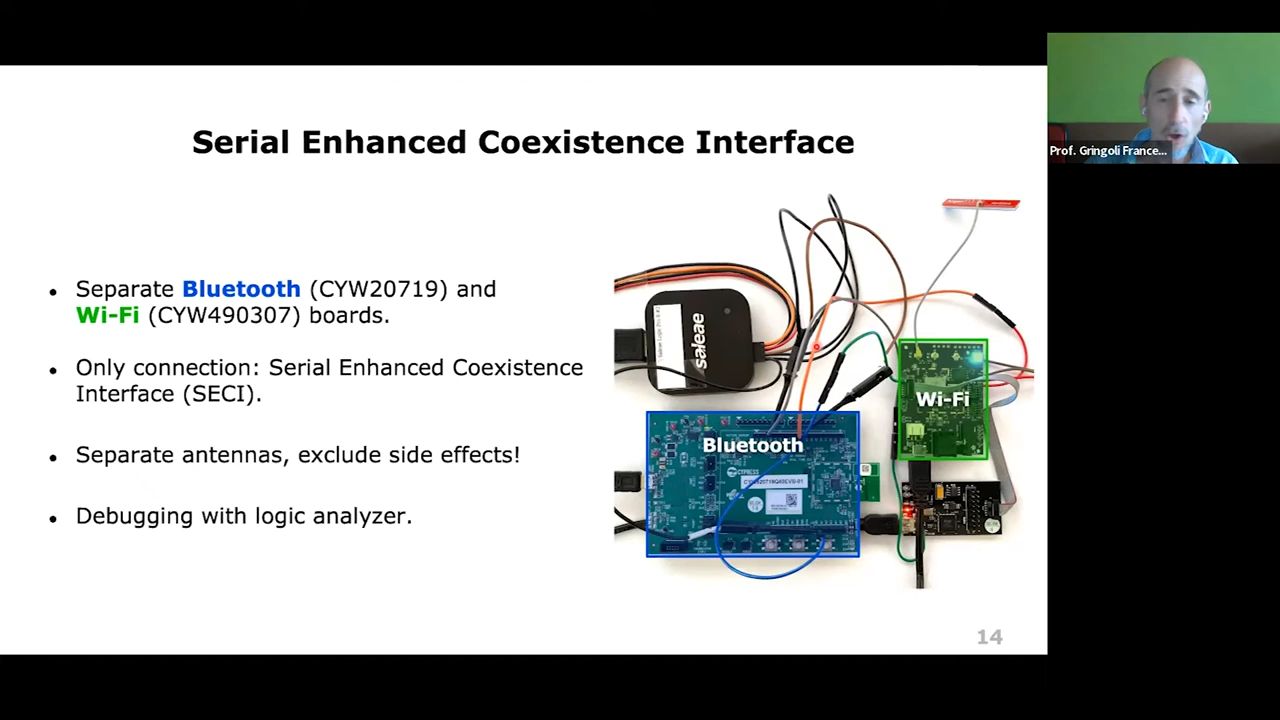 Serial Enhanced Coexistence Interface
Prof. Gringoli France...
• Separate Bluetooth (CYW20719) and
Wi-Fi (CYW490307) boards.
• Only connection: Serial Enhanced Coexistence
Interface (SECI).
• Separate antennas, exclude side effects!
• Debugging with logic analyzer.
saleae
Wi-Fi
Bluetooth
CYPRESS
14